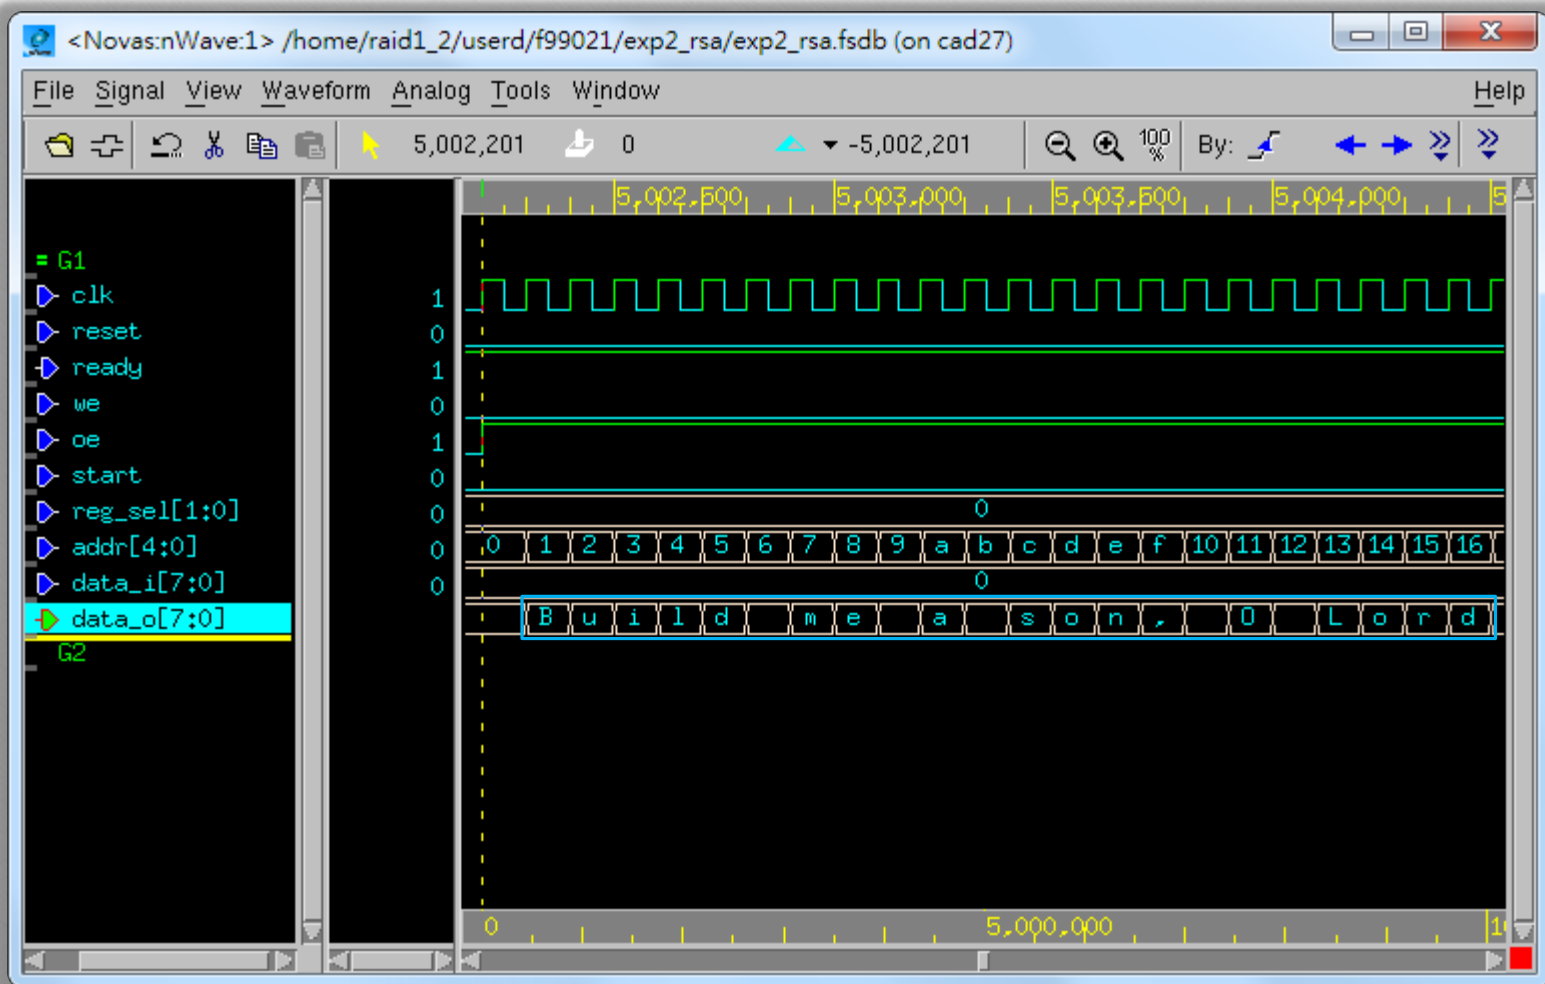 <Novas:nWave:1> /home/raid1_2/userd/f99021/exp2_rsa/exp2_rsa.fsdb (on cad27)
File Signal View Waveform Analog Tools Window Help
5,002,201 0 -5,002,201 100 % By:
5,002,500 5,003,000 5,003,500 5,004,000 5
= G1
clk 1
reset 0
ready 1
we 0
oe 1
start 0
reg_sel[1:0] 0 0
addr[4:0] 0 0 1 2 3 4 5 6 7 8 9 a b c d e f 10 11 12 13 14 15 16
data_i[7:0] 0 0
data_o[7:0] B u i l d m e a s o n , O L o r d
G2
0 5,000,000 1